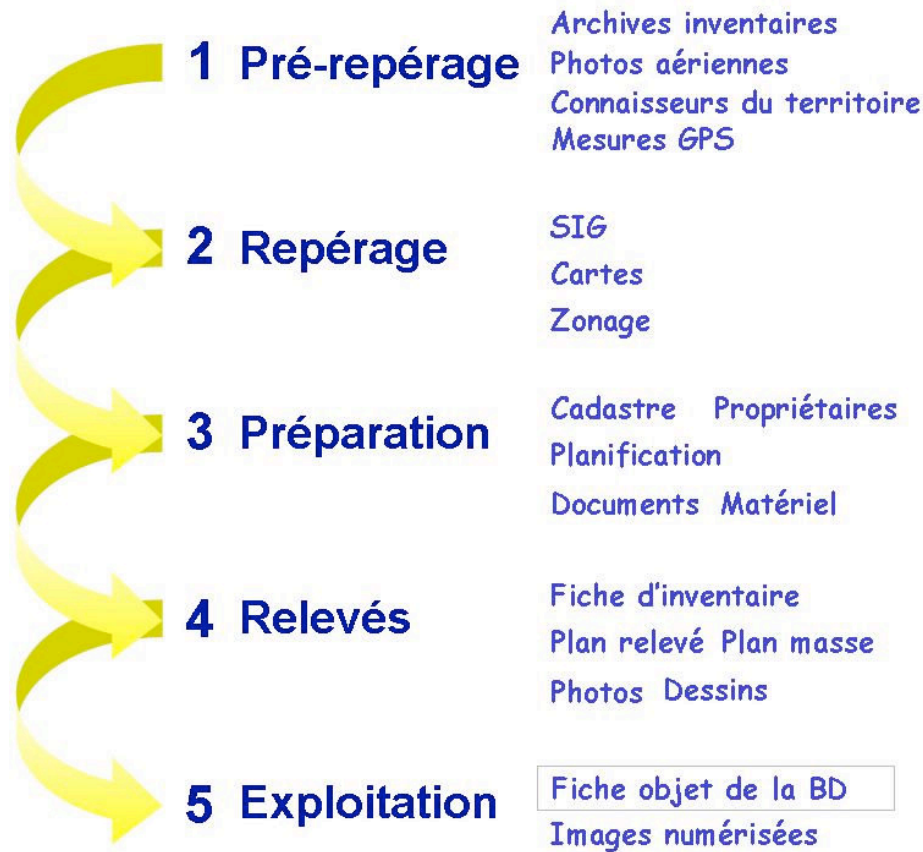 1 Pré-repérage
Archives inventaires
Photos aériennes
Connaisseurs du territoire
Mesures GPS
2 Repérage
SIG
Cartes
Zonage
3 Préparation
Cadastre Propriétaires
Planification
Documents Matériel
4 Relevés
Fiche d'inventaire
Plan relevé Plan masse
Photos Dessins
5 Exploitation
Fiche objet de la BD
Images numérisées